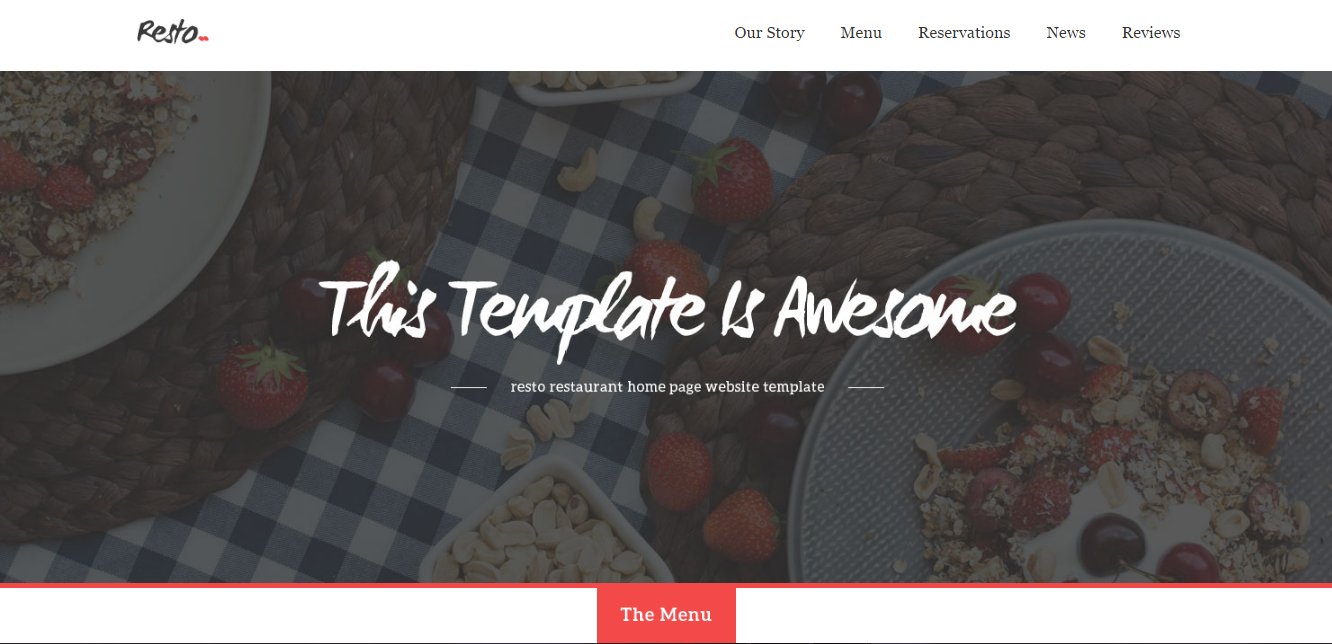 Resto
Our Story Menu Reservations News Reviews
This Template Is Awesome
resto restaurant home page website template
The Menu